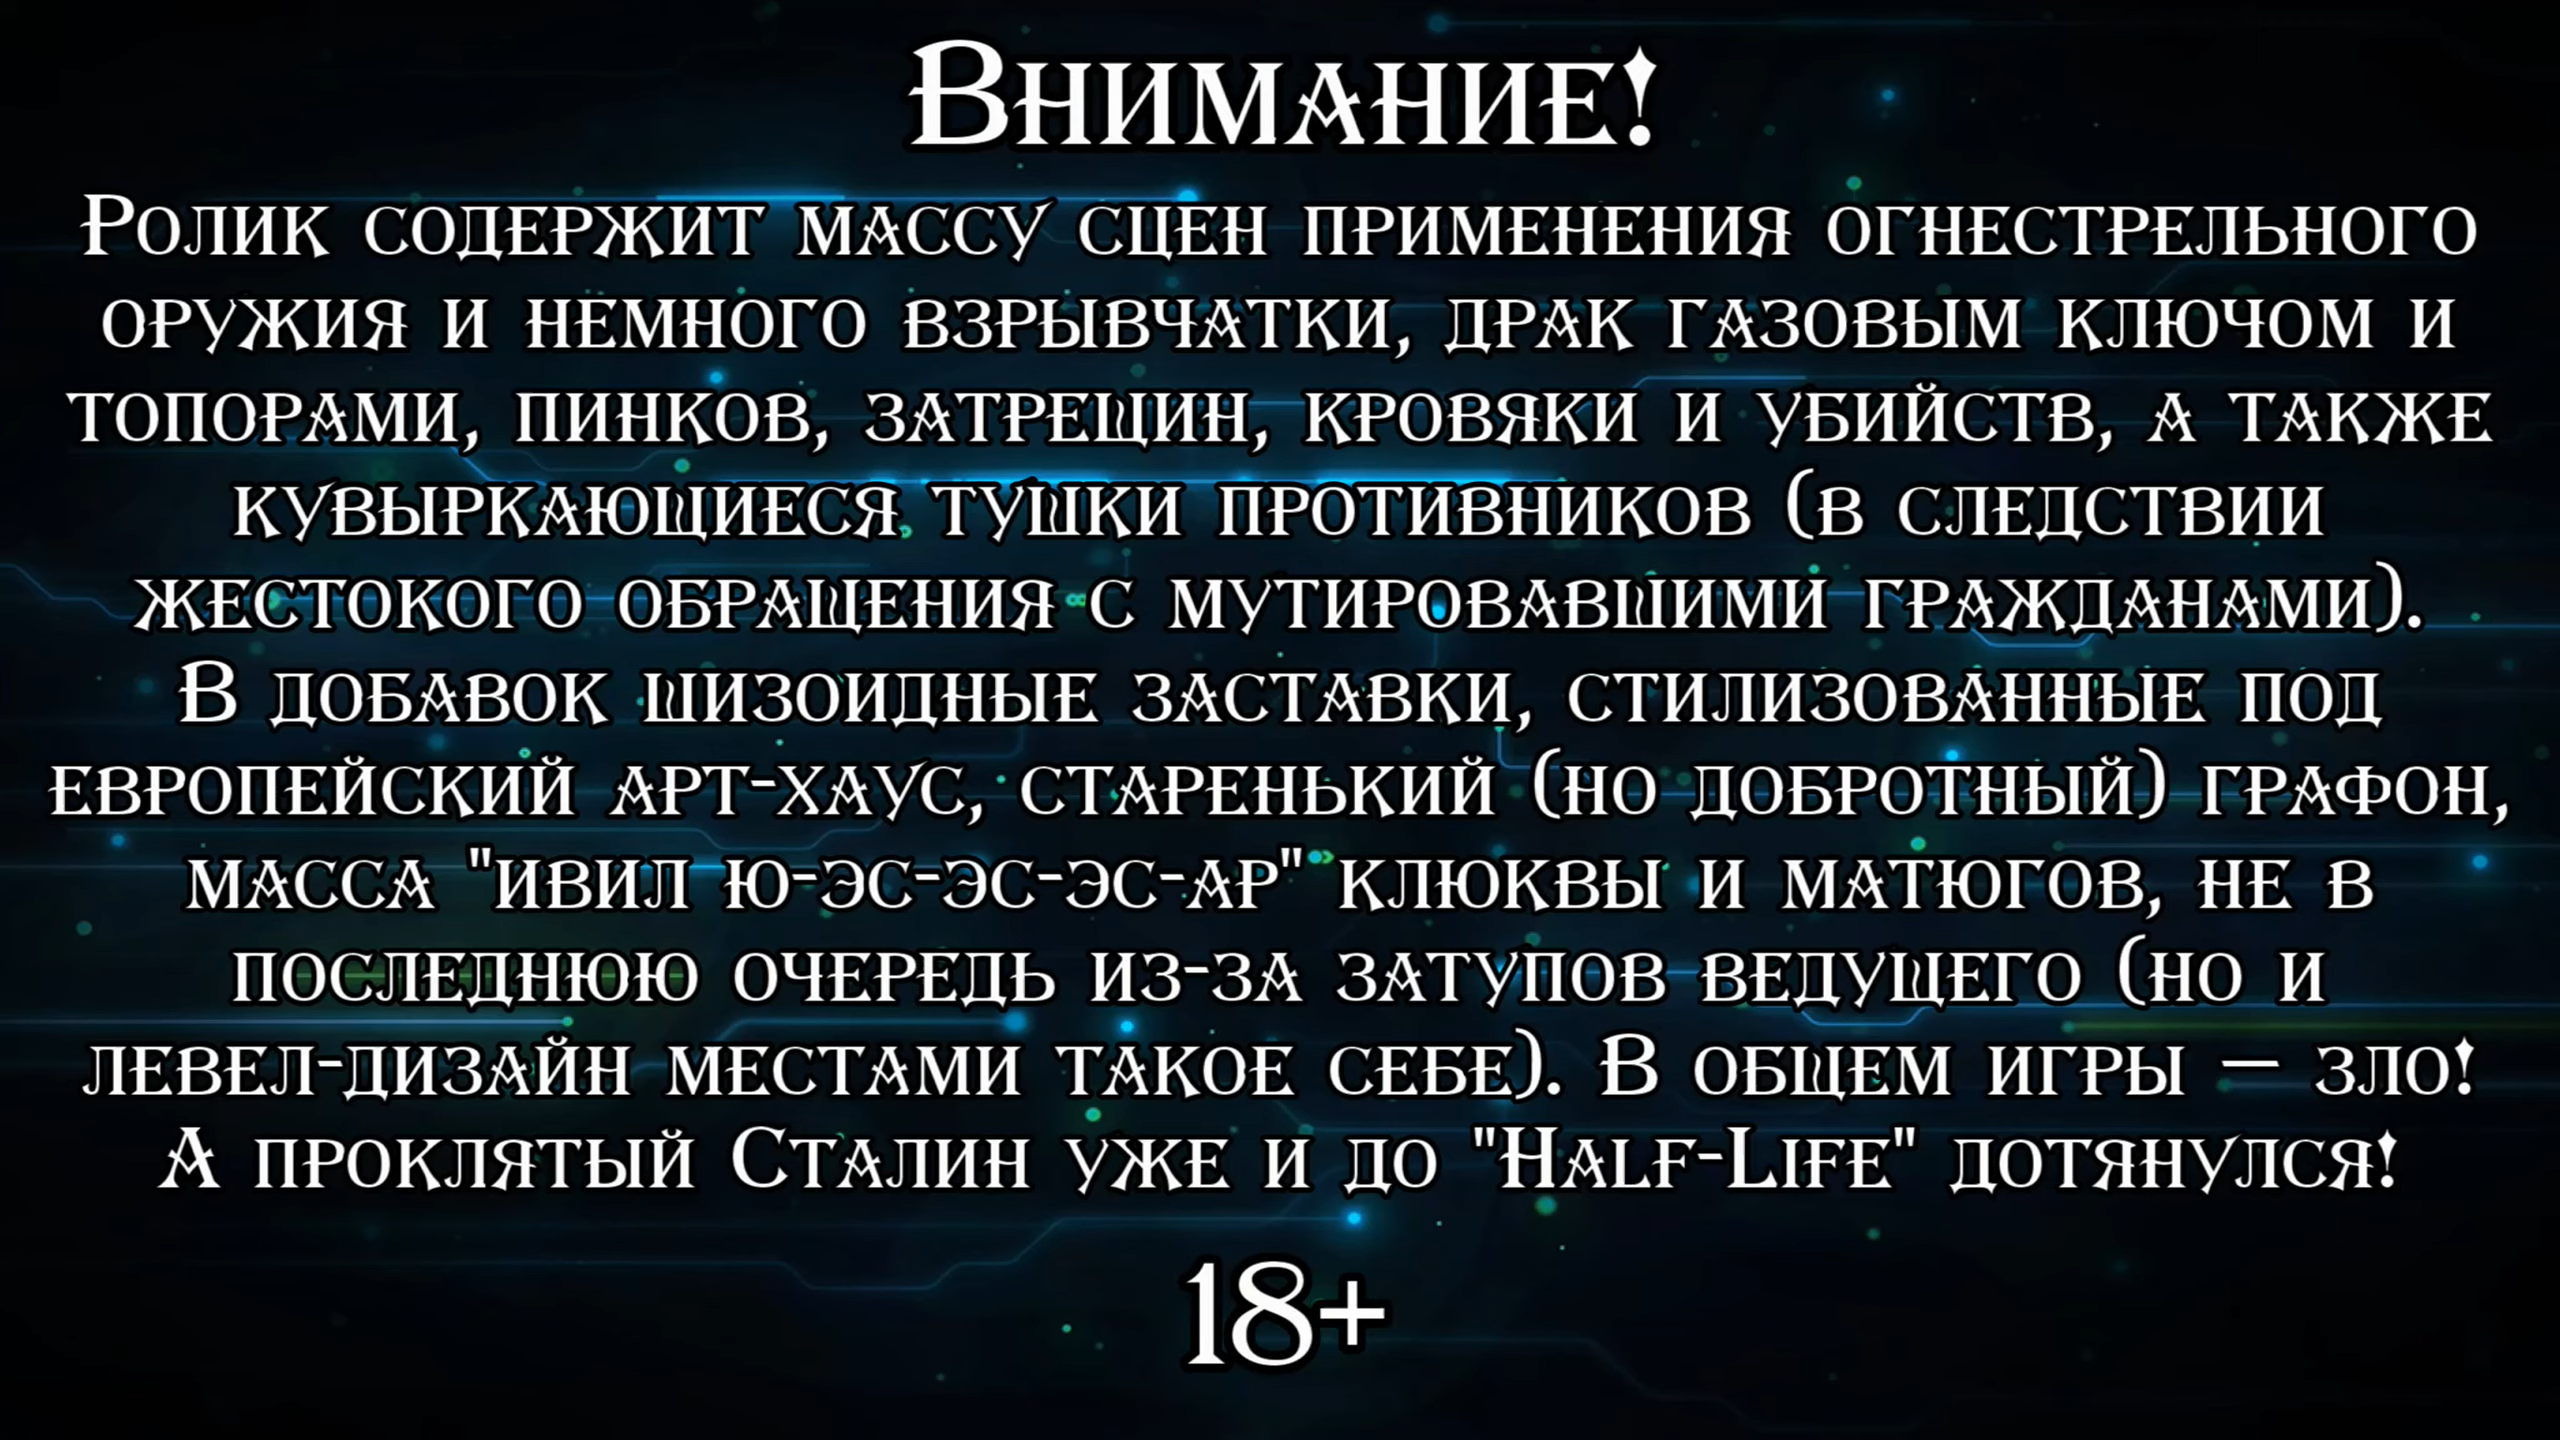 Внимание!
Ролик содержит массу сцен применения огнестрельного
оружия и немного взрывчатки, драк газовым ключом и
топорами, пинков, затрещин, кровяки и убийств, а также
кувыркающиеся тушки противников (в следствии
жестокого обращения с мутировавшими гражданами).
В добавок шизоидные заставки, стилизованные под
европейский арт-хаус, старенький (но добротный) графон,
масса "ивил ю-эс-эс-эс-ар" клюквы и матюгов, не в
последнюю очередь из-за затупов ведущего (но и
левел-дизайн местами такое себе). В общем игры — зло!
А проклятый Сталин уже и до "Half-Life" дотянулся!
18+